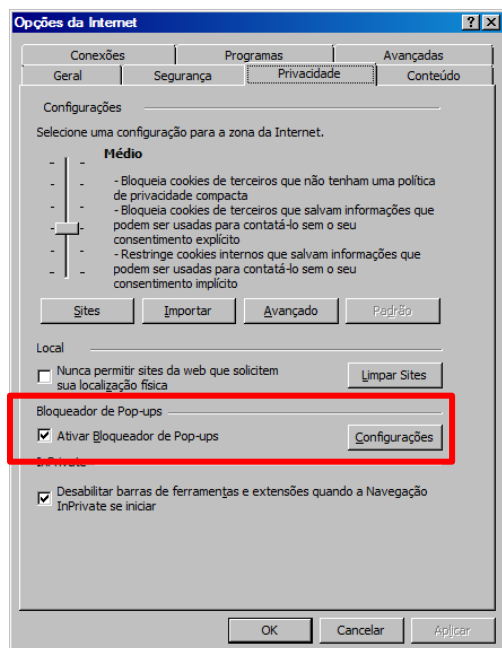 Opções da Internet
Conexões Programas Avançadas
Geral Segurança Privacidade Conteúdo
Configurações
Selecione uma configuração para a zona da Internet.
Médio
- Bloqueia cookies de terceiros que não tenham uma política
de privacidade compacta
- Bloqueia cookies de terceiros que salvam informações que
podem ser usadas para contatá-lo sem o seu
consentimento explícito
- Restringe cookies internos que salvam informações que
podem ser usadas para contatá-lo sem o seu
consentimento implícito
Sites Importar Avançado Padrão
Local
Nunca permitir sites da web que solicitem
sua localização física
Limpar Sites
Bloqueador de Pop-ups
Ativar Bloqueador de Pop-ups Configurações
InPrivate
Desabilitar barras de ferramentas e extensões quando a Navegação
InPrivate se iniciar
OK Cancelar Aplicar